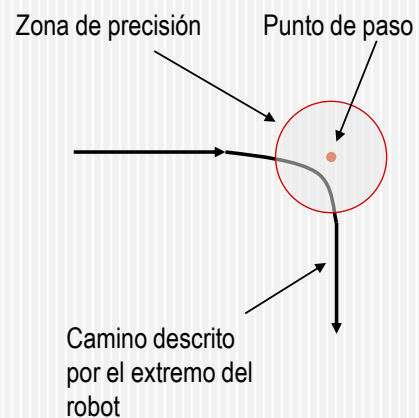 Zona de precisión
Punto de paso
Camino descrito
por el extremo del
robot